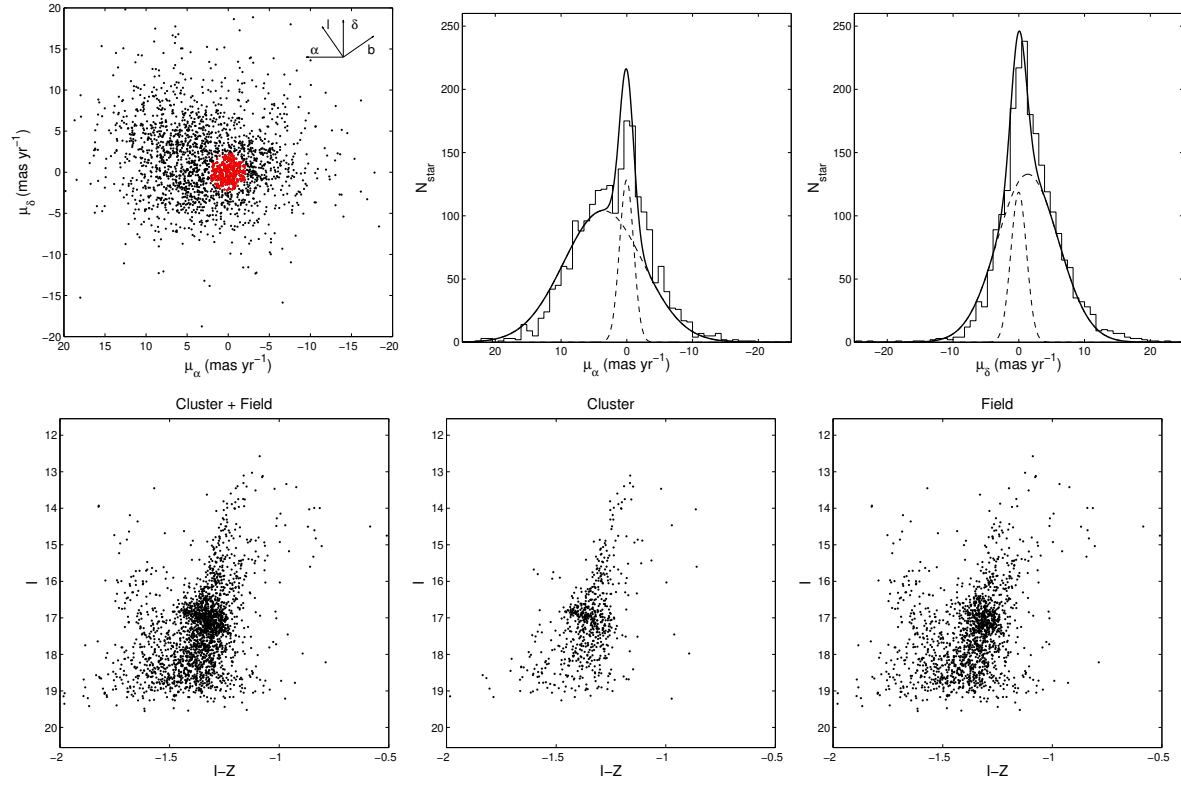 20
15
10
5
0
−5
−10
−15
−20
μδ (mas yr⁻¹)
20 15 10 5 0 −5 −10 −15 −20
μα (mas yr⁻¹)
l δ
α b
250
200
150
100
50
0
N_star
20 10 0 −10 −20
μα (mas yr⁻¹)
250
200
150
100
50
0
N_star
−20 −10 0 10 20
μδ (mas yr⁻¹)
Cluster + Field
12
13
14
15
16
17
18
19
20
I
−2 −1.5 −1 −0.5
I−Z
Cluster
12
13
14
15
16
17
18
19
20
I
−2 −1.5 −1 −0.5
I−Z
Field
12
13
14
15
16
17
18
19
20
I
−2 −1.5 −1 −0.5
I−Z